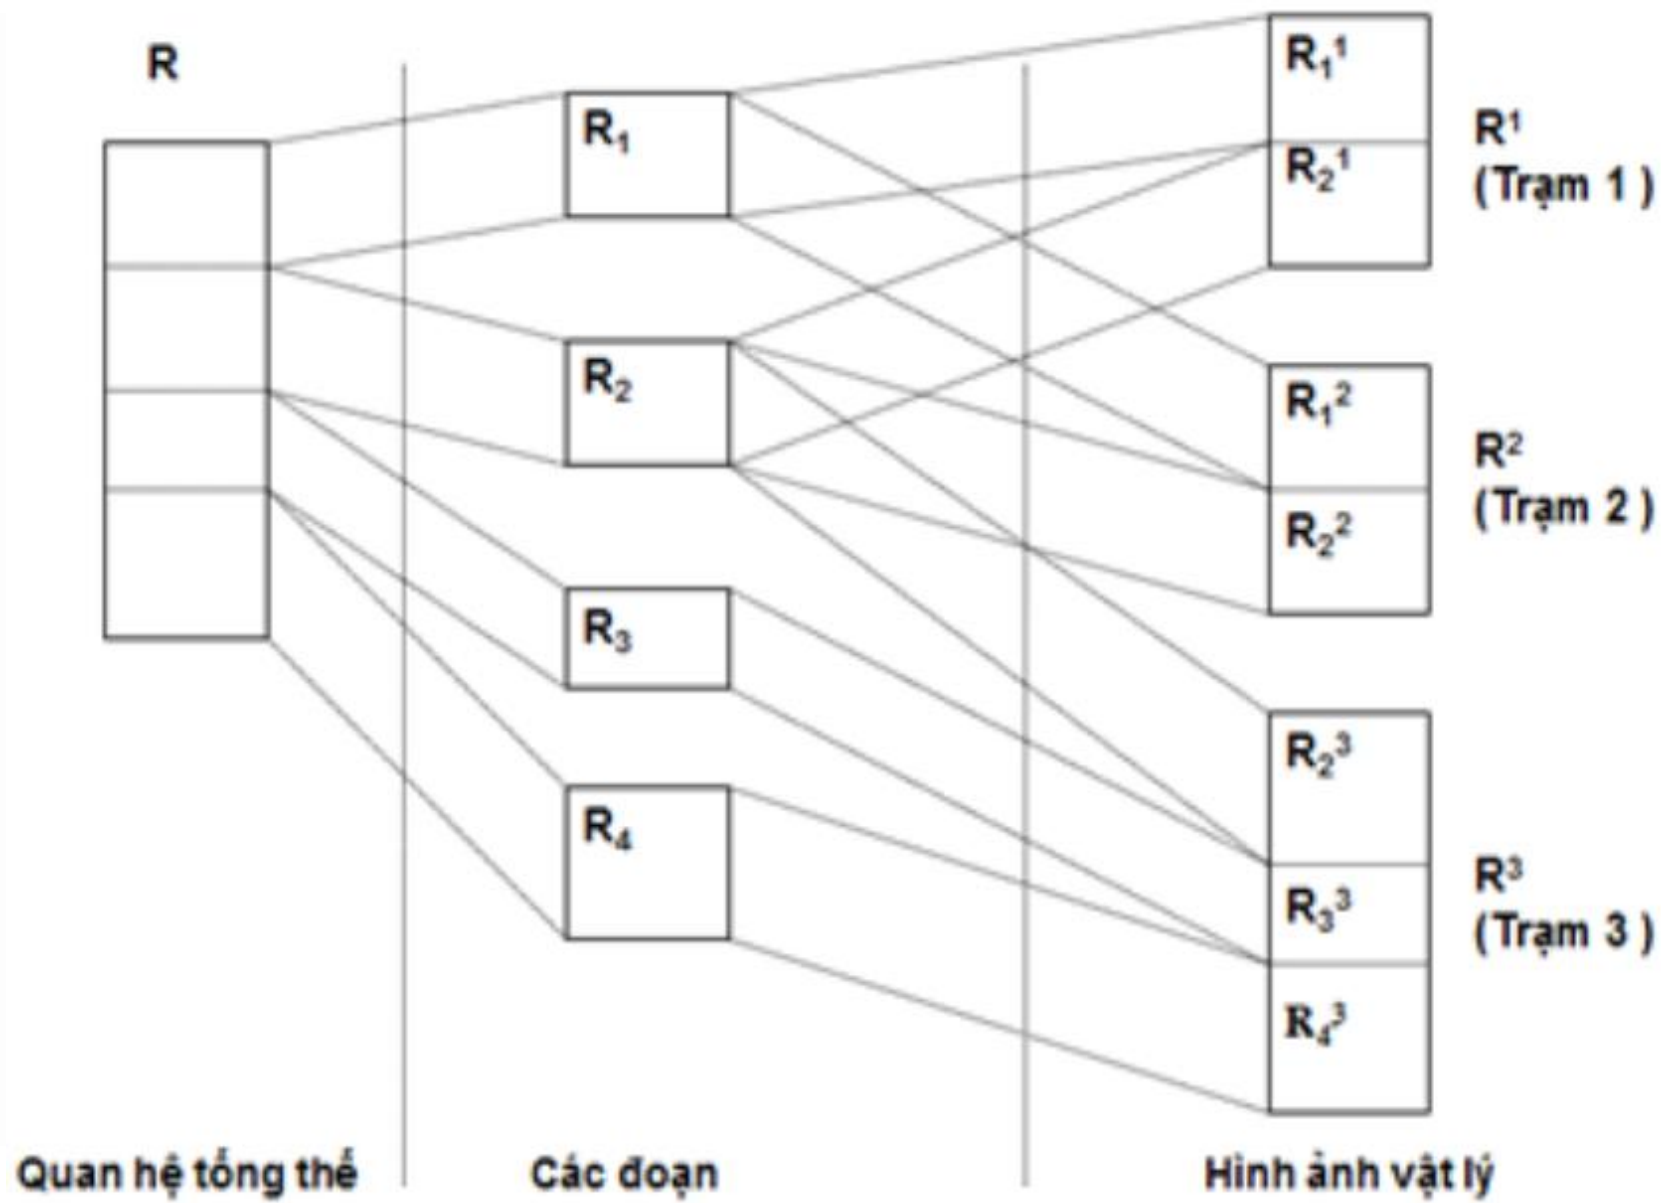 R
R₁
R₂
R₃
R₄
R₁¹
R₂¹
R¹
(Trạm 1)
R₁²
R₂²
R²
(Trạm 2)
R₂³
R₃³
R₄³
R³
(Trạm 3)
Quan hệ tổng thể
Các đoạn
Hình ảnh vật lý